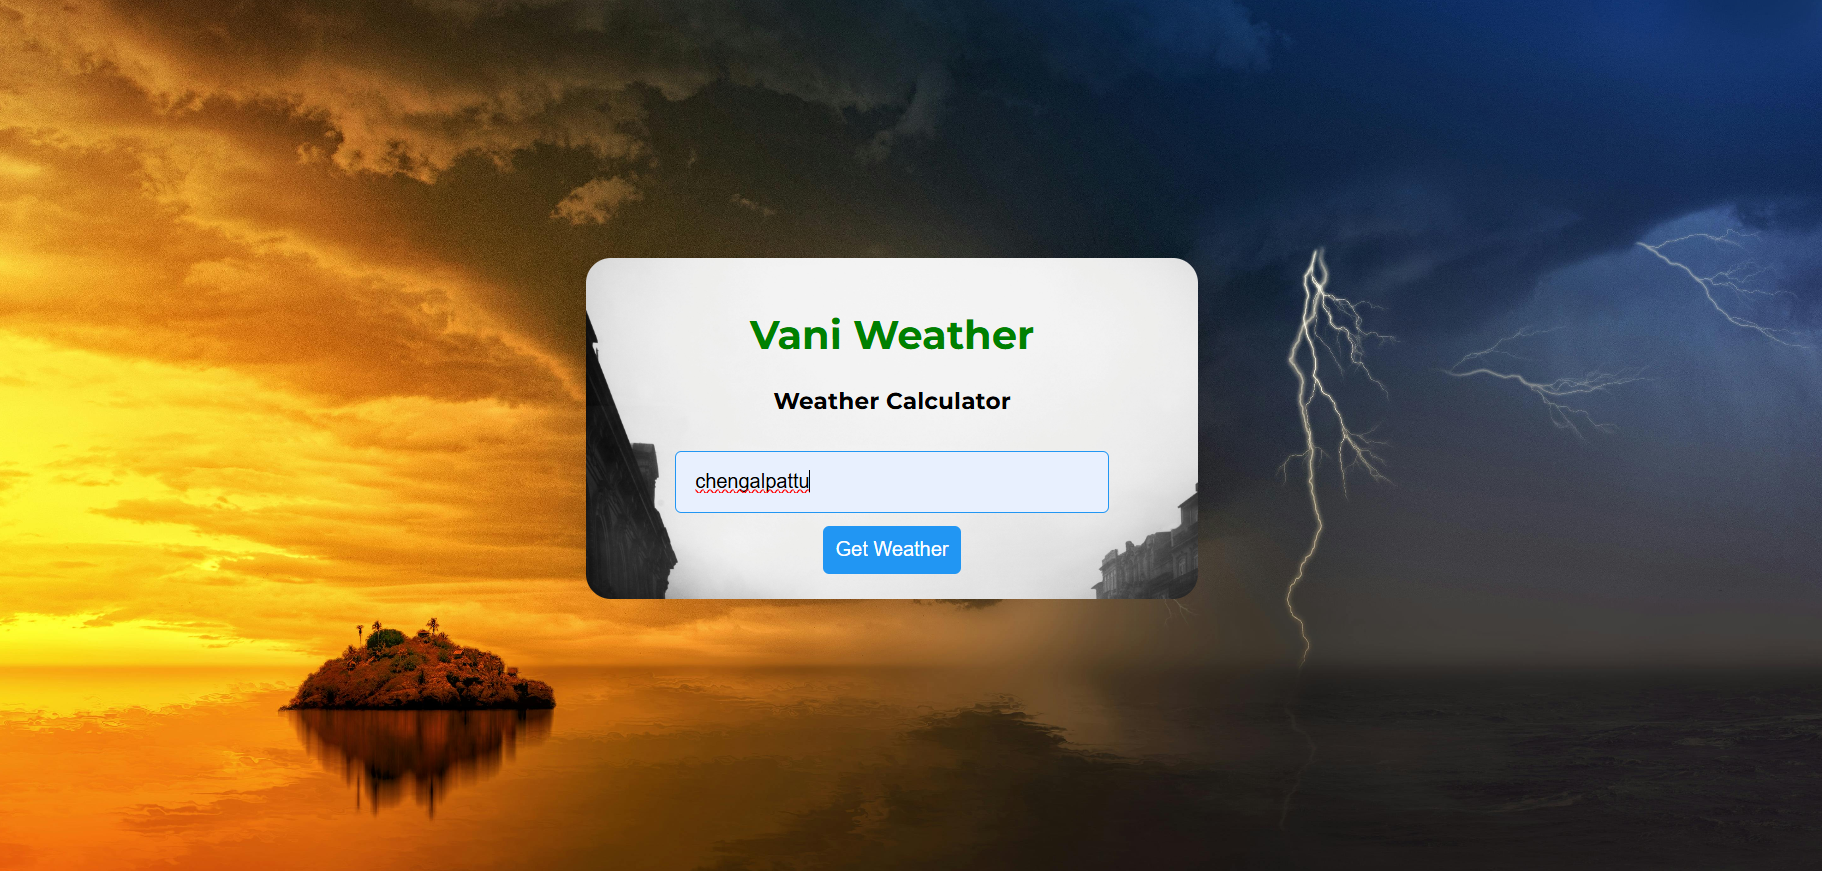 Vani Weather
Weather Calculator
chengalpattu
Get Weather